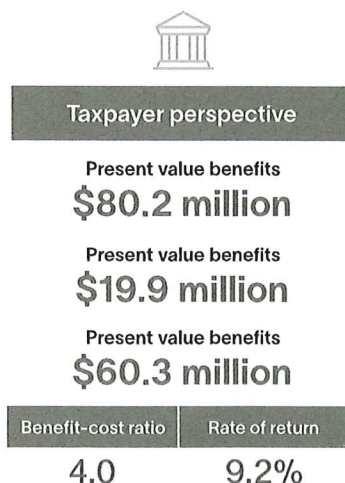 Taxpayer perspective
Present value benefits
$80.2 million
Present value benefits
$19.9 million
Present value benefits
$60.3 million
Benefit-cost ratio Rate of return
4.0 9.2%